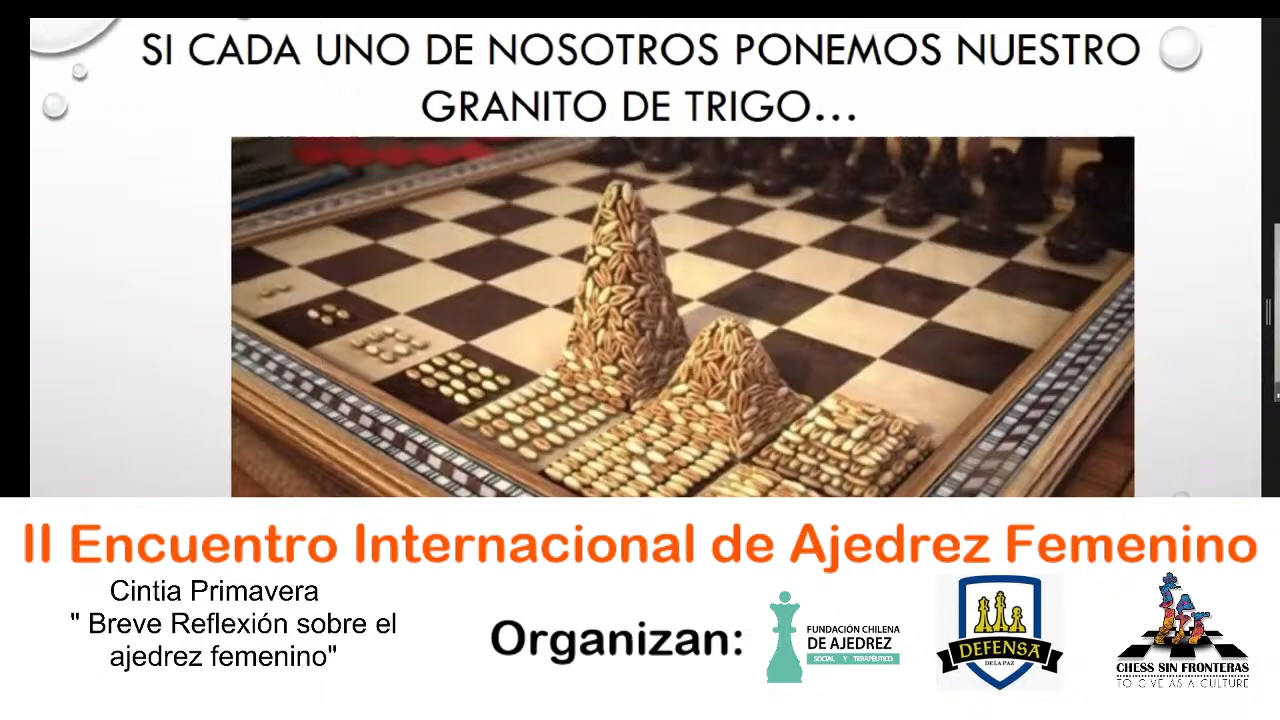 SI CADA UNO DE NOSOTROS PONEMOS NUESTRO
GRANITO DE TRIGO...
II Encuentro Internacional de Ajedrez Femenino
Cintia Primavera
" Breve Reflexión sobre el
ajedrez femenino"
Organizan:
FUNDACIÓN CHILENA
DE AJEDREZ
SOCIAL Y TERAPÉUTICO
DEFENSA
DE LA PAZ
CHESS SIN FRONTERAS
TO GIVE AS A CULTURE